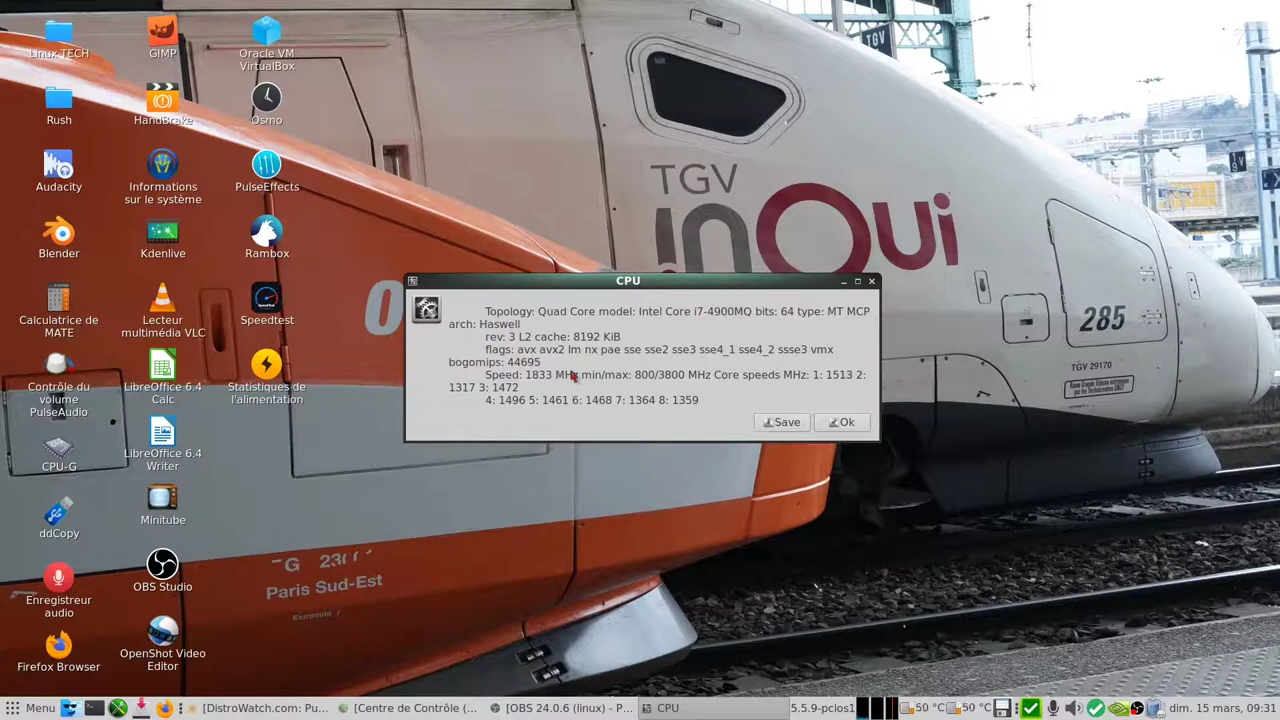 Linux TECH
GIMP
Oracle VM
VirtualBox
Rush
HandBrake
Osmo
Audacity
Informations
sur le système
PulseEffects
Blender
Kdenlive
Rambox
Calculatrice de
MATE
Lecteur
multimédia VLC
Speedtest
Contrôle du
volume
PulseAudio
LibreOffice 6.4
Calc
Statistiques de
l'alimentation
CPU-G
LibreOffice 6.4
Writer
ddCopy
Minitube
Enregistreur
audio
OBS Studio
Firefox Browser
OpenShot Video
Editor
TGV
TGV
inOui
285
TGV 29170
0
Paris Sud-Est
CPU
Topology: Quad Core model: Intel Core i7-4900MQ bits: 64 type: MT MCP
arch: Haswell
rev: 3 L2 cache: 8192 KiB
flags: avx avx2 lm nx pae sse sse2 sse3 sse4_1 sse4_2 ssse3 vmx
bogomips: 44695
Speed: 1833 MHz min/max: 800/3800 MHz Core speeds MHz: 1: 1513 2:
1317 3: 1472
4: 1496 5: 1461 6: 1468 7: 1364 8: 1359
Save
Ok
Menu
[DistroWatch.com: Pu...
[Centre de Contrôle (...
[OBS 24.0.6 (linux) - P...
CPU
5.5.9-pclos1
50 °C
50 °C
dim. 15 mars, 09:31